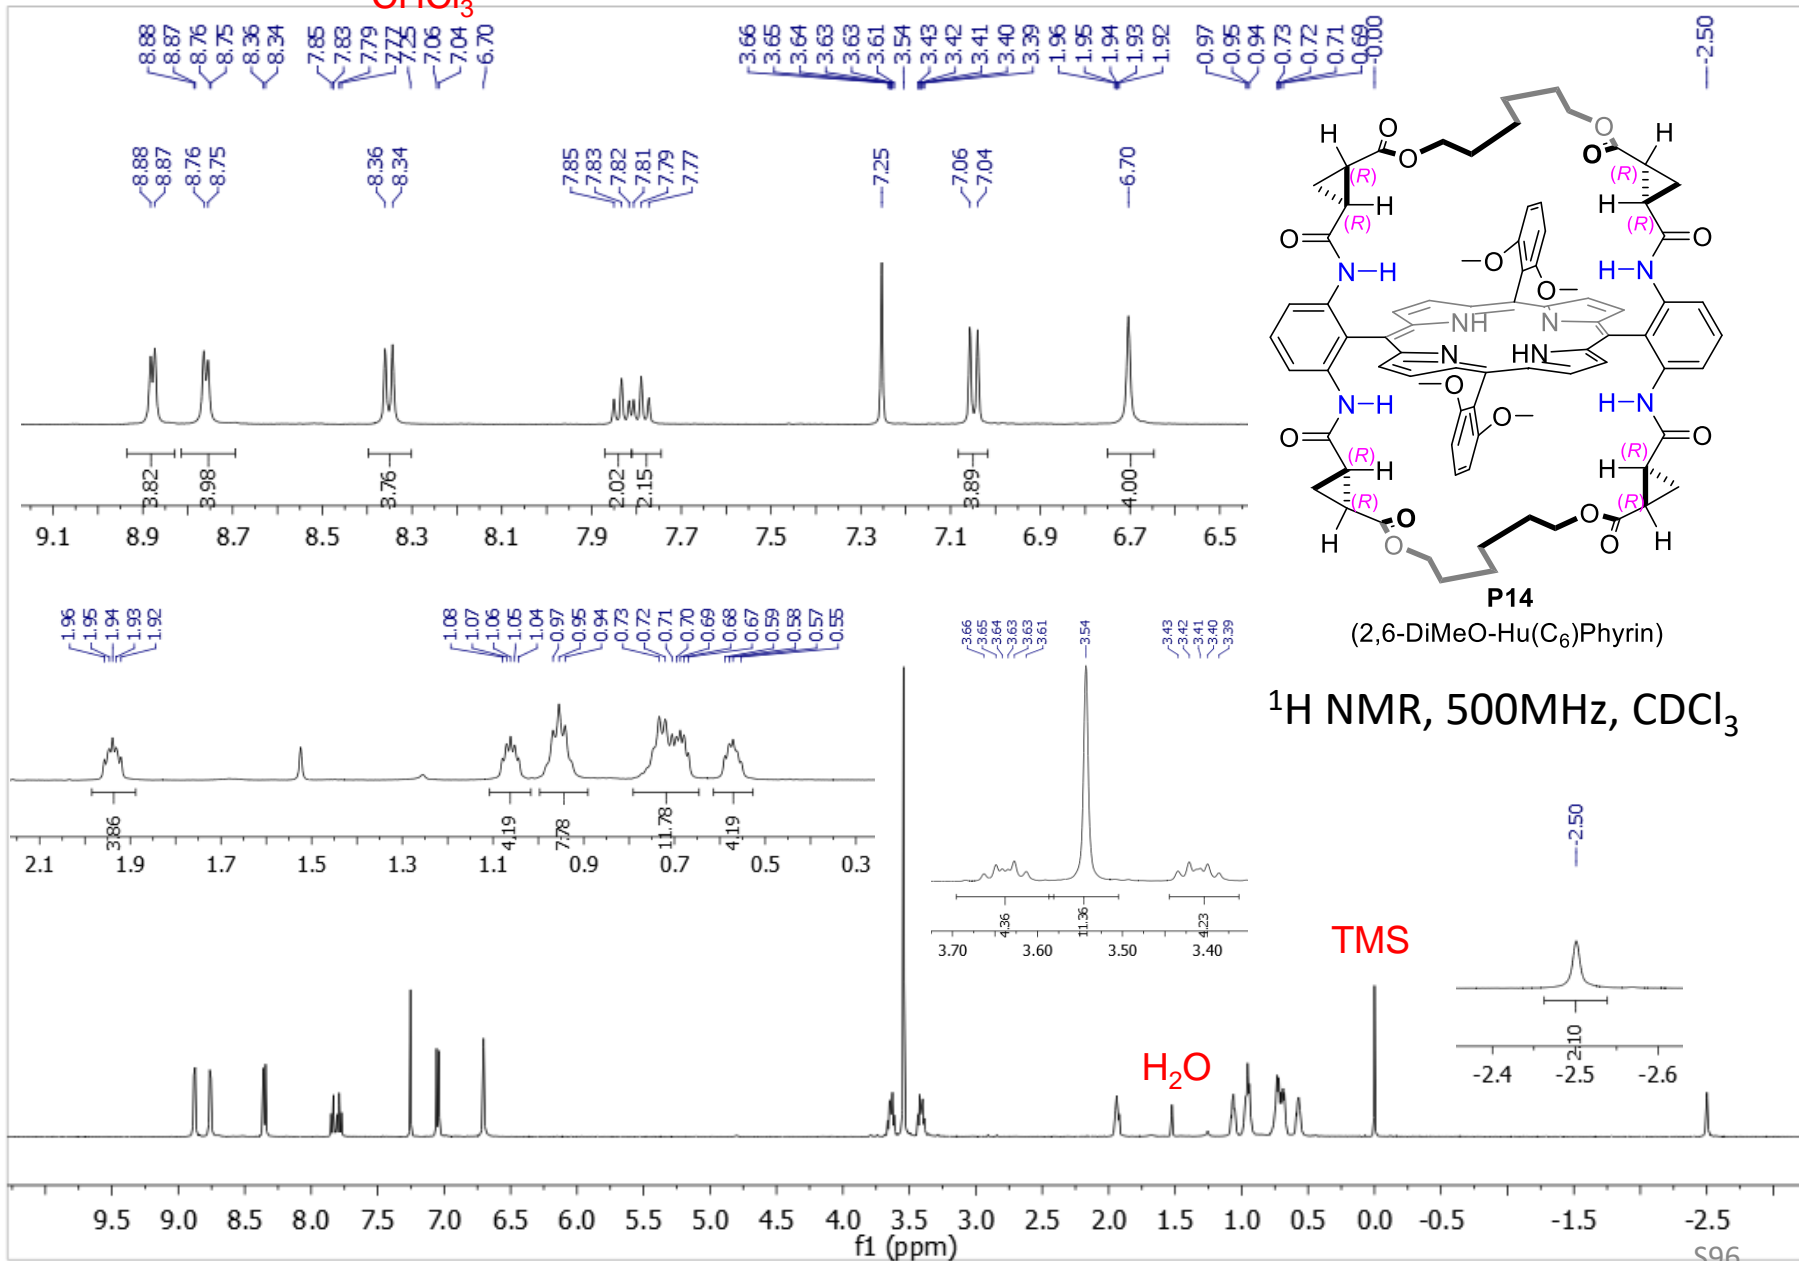 CHCl3
8.88 8.87 8.76 8.75 8.36 8.34 7.85 7.83 7.79 7.77 7.25 7.06 7.04 6.70 3.66 3.65 3.64 3.63 3.63 3.61 3.54 3.43 3.42 3.41 3.40 3.39 1.96 1.95 1.94 1.93 1.92 0.97 0.95 0.94 0.73 0.72 0.71 0.69 -0.00 -2.50
8.88 8.87 8.76 8.75 8.36 8.34 7.85 7.83 7.82 7.81 7.79 7.77 7.25 7.06 7.04 6.70
3.82 3.98 3.76 2.02 2.15 3.89 4.00
9.1 8.9 8.7 8.5 8.3 8.1 7.9 7.7 7.5 7.3 7.1 6.9 6.7 6.5
H O O O O H
(R) (R)
H H
(R) (R)
O O
N-H H-N
O
O
NH N
N HN
O
O
N-H H-N
O O
(R) H H (R)
(R) (R)
O O O
H O O H
P14
(2,6-DiMeO-Hu(C6)Phyrin)
1H NMR, 500MHz, CDCl3
1.96 1.95 1.94 1.93 1.92 1.08 1.07 1.06 1.05 1.04 0.97 0.95 0.94 0.73 0.72 0.71 0.70 0.69 0.68 0.67 0.59 0.58 0.57 0.55
3.86 4.19 7.78 11.78 4.19
2.1 1.9 1.7 1.5 1.3 1.1 0.9 0.7 0.5 0.3
3.66 3.65 3.64 3.63 3.63 3.61 3.54 3.43 3.42 3.41 3.40 3.39
4.36 11.36 4.23
3.70 3.60 3.50 3.40
-2.50
2.10
-2.4 -2.5 -2.6
TMS
H2O
9.5 9.0 8.5 8.0 7.5 7.0 6.5 6.0 5.5 5.0 4.5 4.0 3.5 3.0 2.5 2.0 1.5 1.0 0.5 0.0 -0.5 -1.5 -2.5
f1 (ppm)
S96